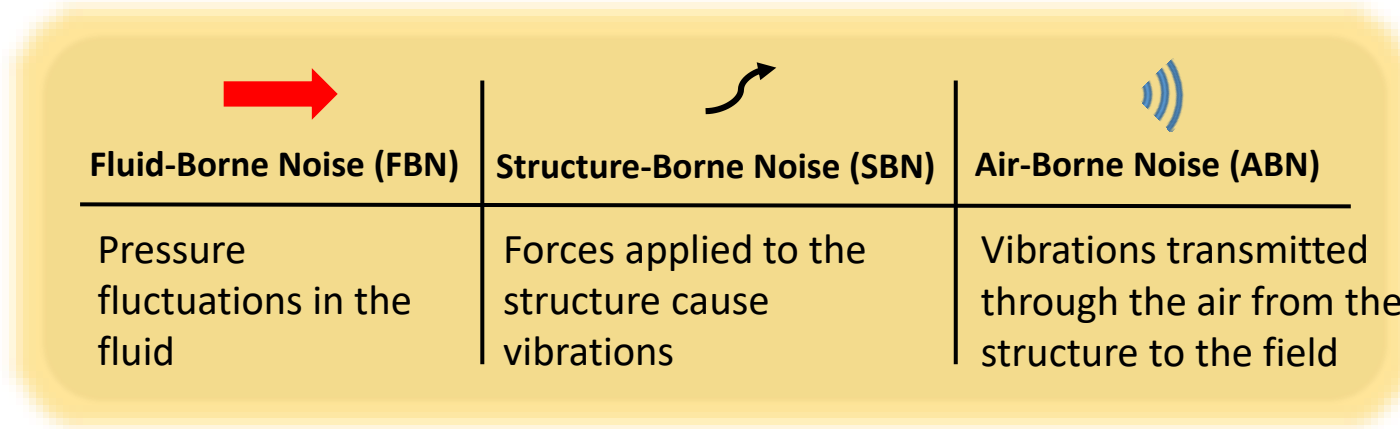 Fluid-Borne Noise (FBN)
Structure-Borne Noise (SBN)
Air-Borne Noise (ABN)
Pressure
fluctuations in the
fluid
Forces applied to the
structure cause
vibrations
Vibrations transmitted
through the air from the
structure to the field